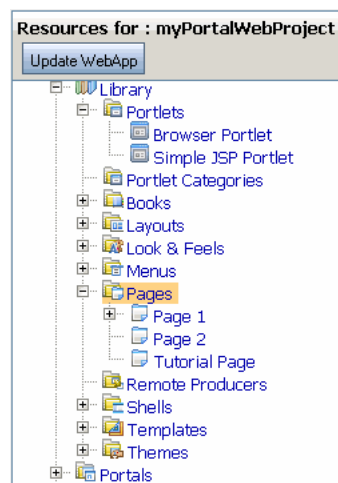 Resources for : myPortalWebProject
Update WebApp
Library
Portlets
Browser Portlet
Simple JSP Portlet
Portlet Categories
Books
Layouts
Look & Feels
Menus
Pages
Page 1
Page 2
Tutorial Page
Remote Producers
Shells
Templates
Themes
Portals